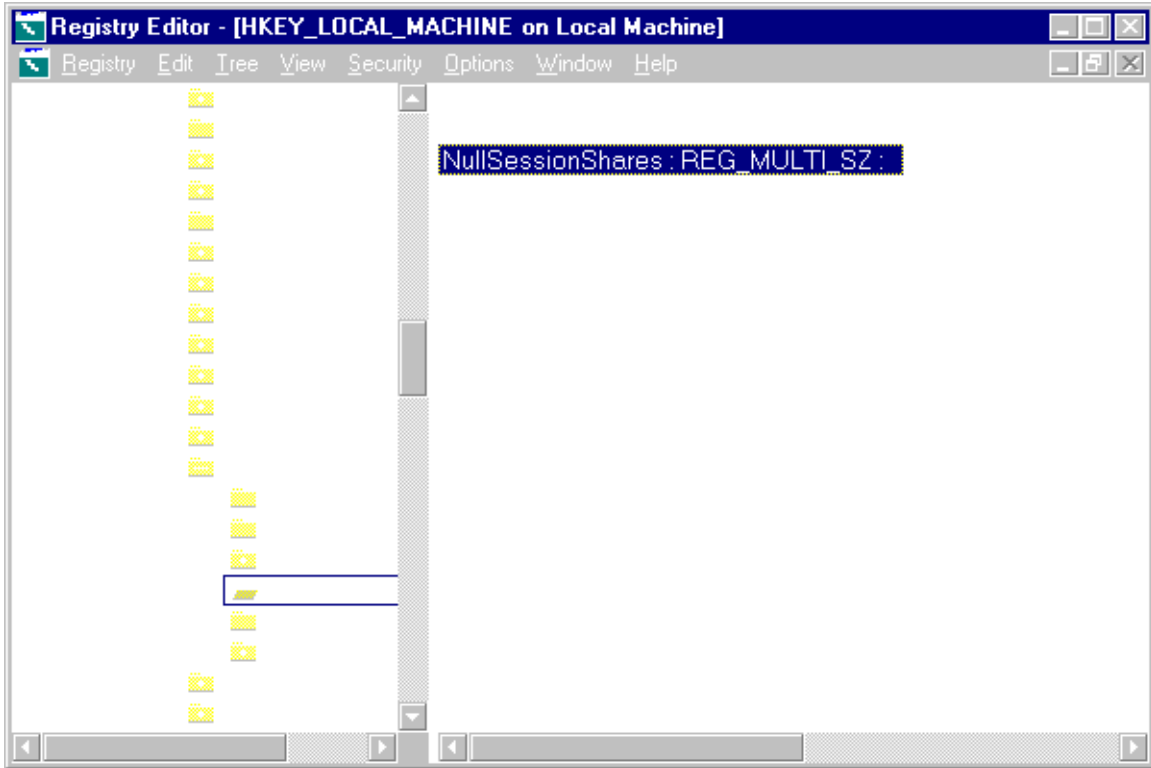 Registry Editor - [HKEY_LOCAL_MACHINE on Local Machine]
Registry Edit Tree View Security Options Window Help
NullSessionShares : REG_MULTI_SZ :